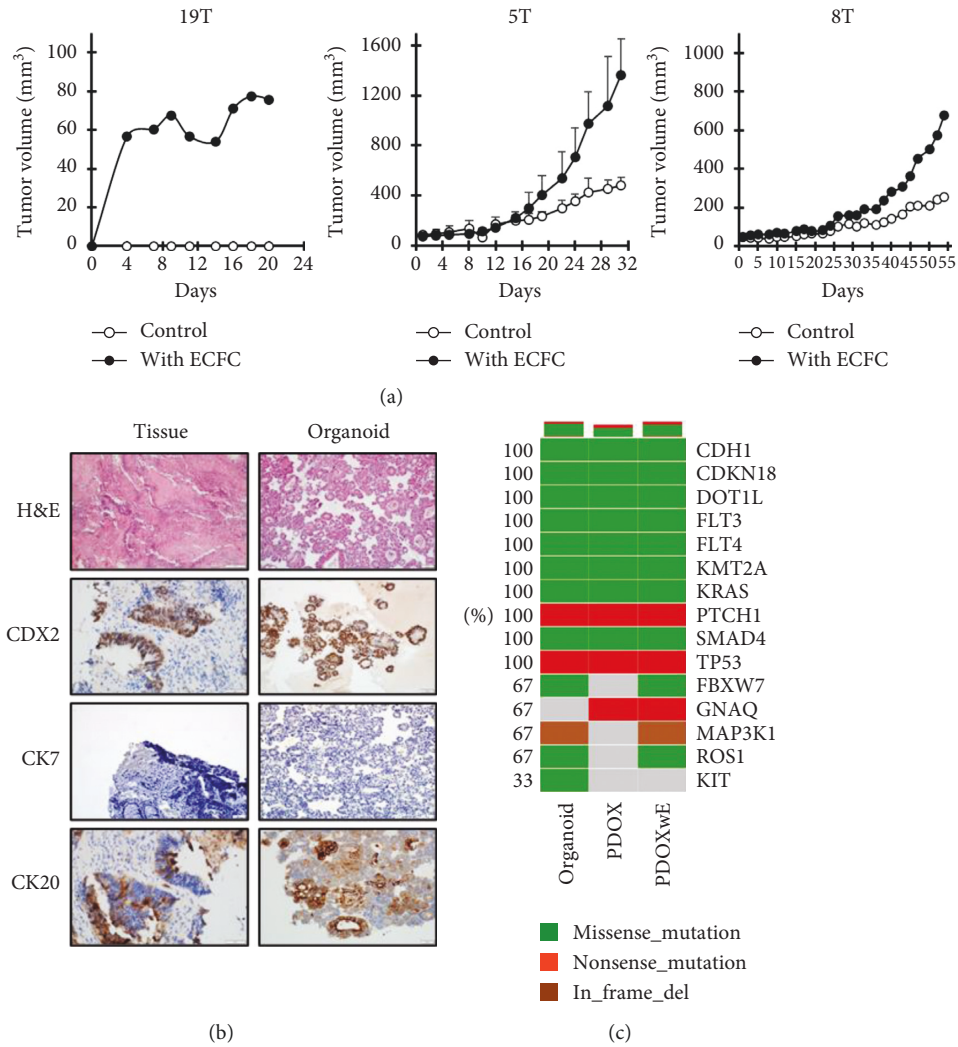 19T
5T
8T
Tumor volume (mm³)
100
80
60
40
20
0
0 4 8 12 16 20 24
Days
Tumor volume (mm³)
1600
1200
800
400
0
0 4 8 12 16 20 24 28 32
Days
Tumor volume (mm³)
1000
800
600
400
200
0
0 5 10 15 20 25 30 35 40 45 50 55
Days
Control
With ECFC
Control
With ECFC
Control
With ECFC
(a)
Tissue Organoid
H&E
CDX2
CK7
CK20
(b)
(%)
100 CDH1
100 CDKN18
100 DOT1L
100 FLT3
100 FLT4
100 KMT2A
100 KRAS
100 PTCH1
100 SMAD4
100 TP53
67 FBXW7
67 GNAQ
67 MAP3K1
67 ROS1
33 KIT
Organoid
PDOX
PDOXwE
Missense_mutation
Nonsense_mutation
In_frame_del
(c)